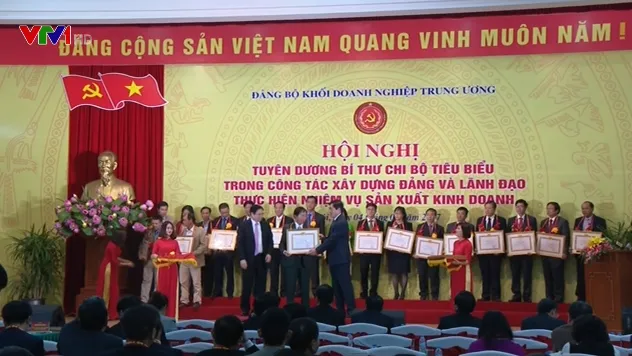 VTV1 HD
ĐẢNG CỘNG SẢN VIỆT NAM QUANG VINH MUÔN NĂM !
ĐẢNG BỘ KHỐI DOANH NGHIỆP TRUNG ƯƠNG
HỘI NGHỊ
TUYÊN DƯƠNG BÍ THƯ CHI BỘ TIÊU BIỂU
TRONG CÔNG TÁC XÂY DỰNG ĐẢNG VÀ LÃNH ĐẠO
THỰC HIỆN NHIỆM VỤ SẢN XUẤT KINH DOANH